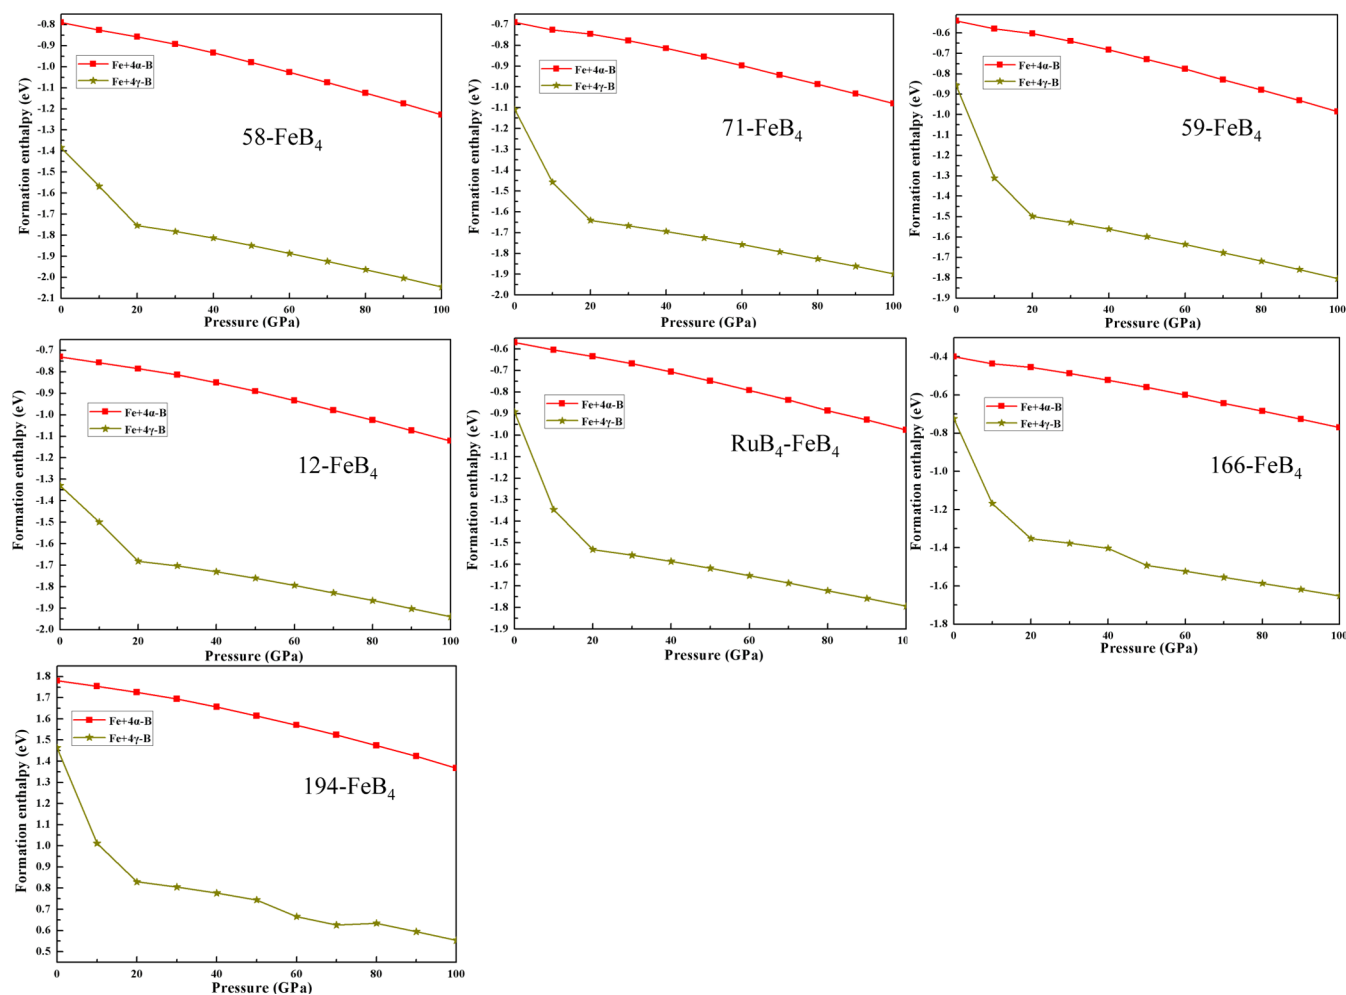 -0.8
-0.9
-1.0
-1.1
-1.2
-1.3
-1.4
-1.5
-1.6
-1.7
-1.8
-1.9
-2.0
-2.1
Formation enthalpy (eV)
Fe+4α-B
Fe+4γ-B
58-FeB₄
0 20 40 60 80 100
Pressure (GPa)
-0.7
-0.8
-0.9
-1.0
-1.1
-1.2
-1.3
-1.4
-1.5
-1.6
-1.7
-1.8
-1.9
-2.0
Formation enthalpy (eV)
Fe+4α-B
Fe+4γ-B
71-FeB₄
0 20 40 60 80 100
Pressure (GPa)
-0.6
-0.7
-0.8
-0.9
-1.0
-1.1
-1.2
-1.3
-1.4
-1.5
-1.6
-1.7
-1.8
-1.9
Formation enthalpy (eV)
Fe+4α-B
Fe+4γ-B
59-FeB₄
0 20 40 60 80 100
Pressure (GPa)
-0.7
-0.8
-0.9
-1.0
-1.1
-1.2
-1.3
-1.4
-1.5
-1.6
-1.7
-1.8
-1.9
-2.0
Formation enthalpy (eV)
Fe+4α-B
Fe+4γ-B
12-FeB₄
0 20 40 60 80 100
Pressure (GPa)
-0.6
-0.7
-0.8
-0.9
-1.0
-1.1
-1.2
-1.3
-1.4
-1.5
-1.6
-1.7
-1.8
-1.9
Formation enthalpy (eV)
Fe+4α-B
Fe+4γ-B
RuB₄-FeB₄
0 20 40 60 80 100
Pressure (GPa)
-0.4
-0.6
-0.8
-1.0
-1.2
-1.4
-1.6
-1.8
Formation enthalpy (eV)
Fe+4α-B
Fe+4γ-B
166-FeB₄
0 20 40 60 80 100
Pressure (GPa)
1.8
1.7
1.6
1.5
1.4
1.3
1.2
1.1
1.0
0.9
0.8
0.7
0.6
0.5
Formation enthalpy (eV)
Fe+4α-B
Fe+4γ-B
194-FeB₄
0 20 40 60 80 100
Pressure (GPa)